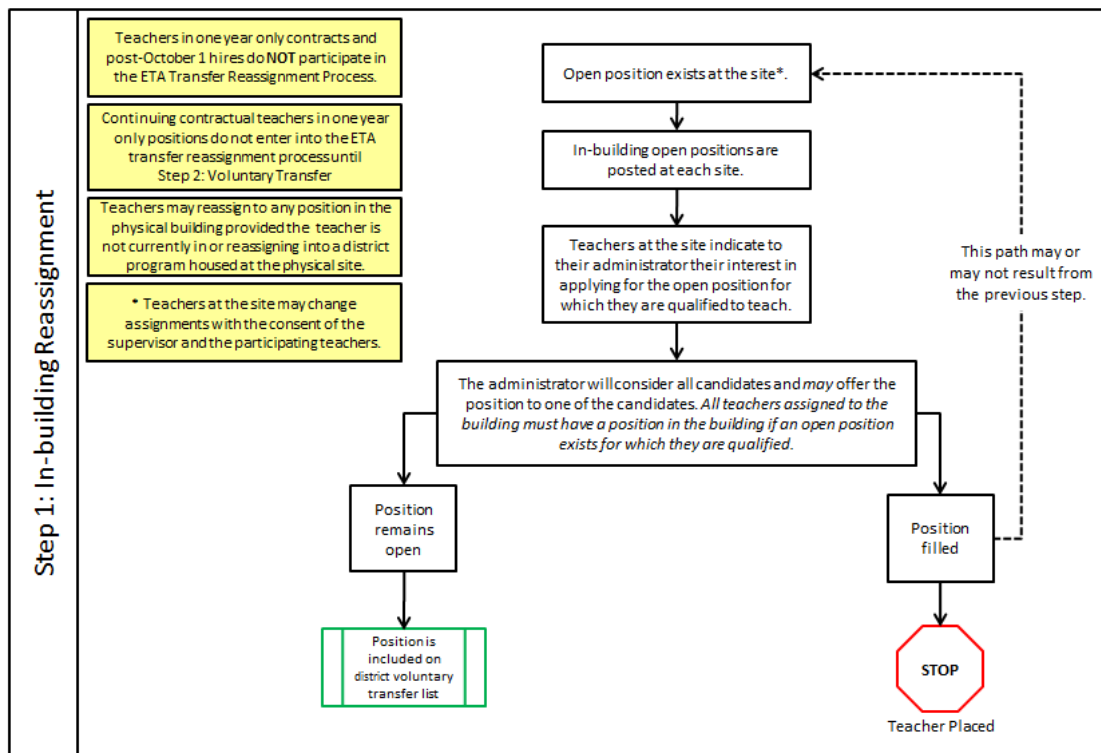 Step 1: In-building Reassignment
Teachers in one year only contracts and
post-October 1 hires do NOT participate in
the ETA Transfer Reassignment Process.
Continuing contractual teachers in one year
only positions do not enter into the ETA
transfer reassignment process until
Step 2: Voluntary Transfer
Teachers may reassign to any position in the
physical building provided the teacher is
not currently in or reassigning into a district
program housed at the physical site.
* Teachers at the site may change
assignments with the consent of the
supervisor and the participating teachers.
Open position exists at the site*.
In-building open positions are
posted at each site.
Teachers at the site indicate to
their administrator their interest in
applying for the open position for
which they are qualified to teach.
This path may or
may not result from
the previous step.
The administrator will consider all candidates and may offer the
position to one of the candidates. All teachers assigned to the
building must have a position in the building if an open position
exists for which they are qualified.
Position
remains
open
Position
filled
Position is
included on
district voluntary
transfer list
STOP
Teacher Placed